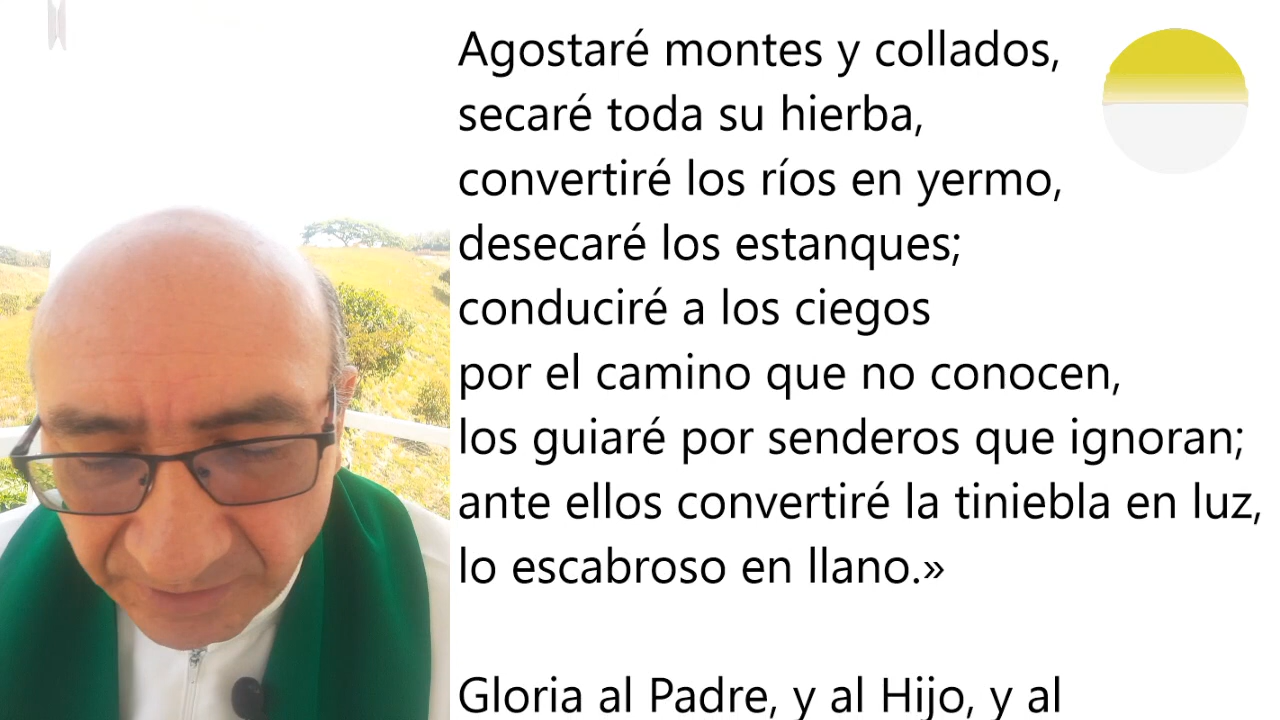 Agostaré montes y collados,
secaré toda su hierba,
convertiré los ríos en yermo,
desecaré los estanques;
conduciré a los ciegos
por el camino que no conocen,
los guiaré por senderos que ignoran;
ante ellos convertiré la tiniebla en luz,
lo escabroso en llano.»
Gloria al Padre, y al Hijo, y al